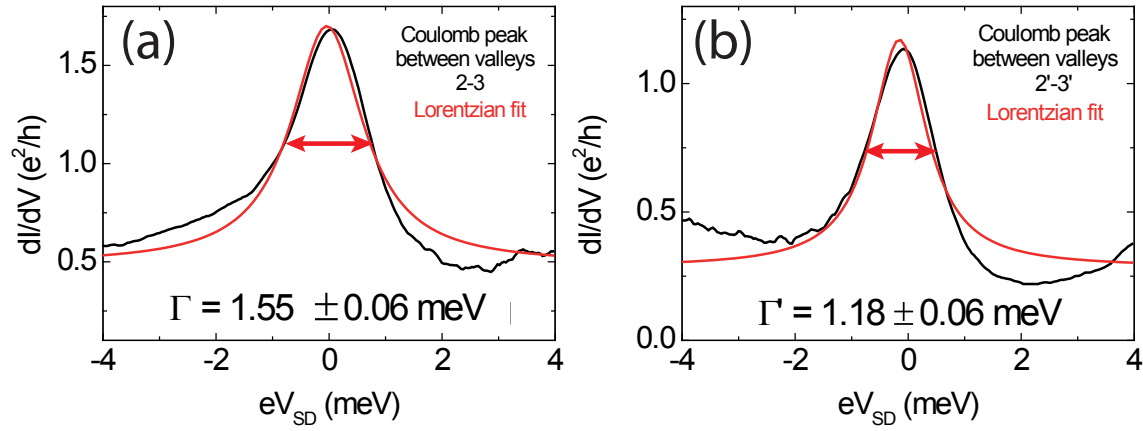 (a)
Coulomb peak
between valleys
2-3
Lorentzian fit
dI/dV (e²/h)
1.5
1.0
0.5
Γ = 1.55 ±0.06 meV
-4 -2 0 2 4
eV_SD (meV)
(b)
Coulomb peak
between valleys
2'-3'
Lorentzian fit
dI/dV (e²/h)
1.0
0.5
0.0
Γ' = 1.18 ±0.06 meV
-4 -2 0 2 4
eV_SD (meV)